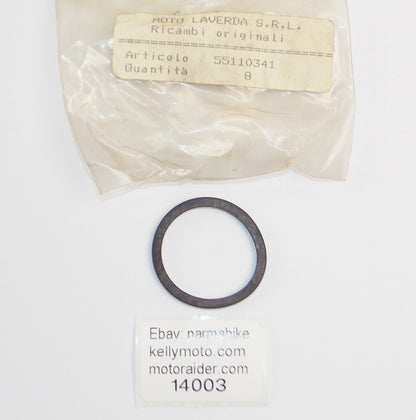 MOTO LAVERDA S.R.L.
Ricambi originali
Articolo 55110341
Quantità 8
Ebay: parmabike
kellymoto.com
motoraider.com
14003